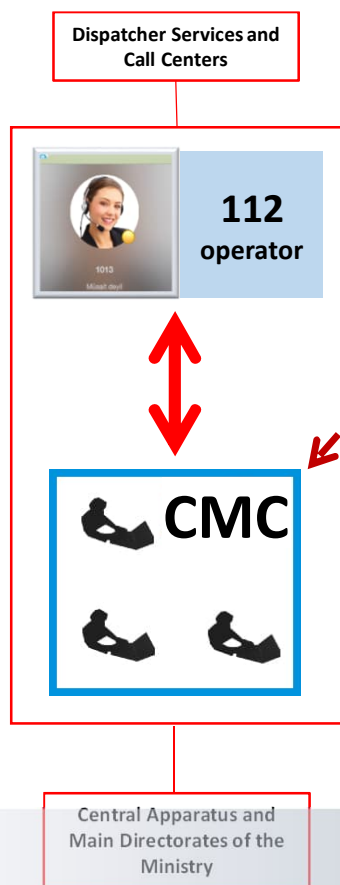 Dispatcher Services and
Call Centers
1013
Müsait deyil
112
operator
CMC
Central Apparatus and
Main Directorates of the
Ministry